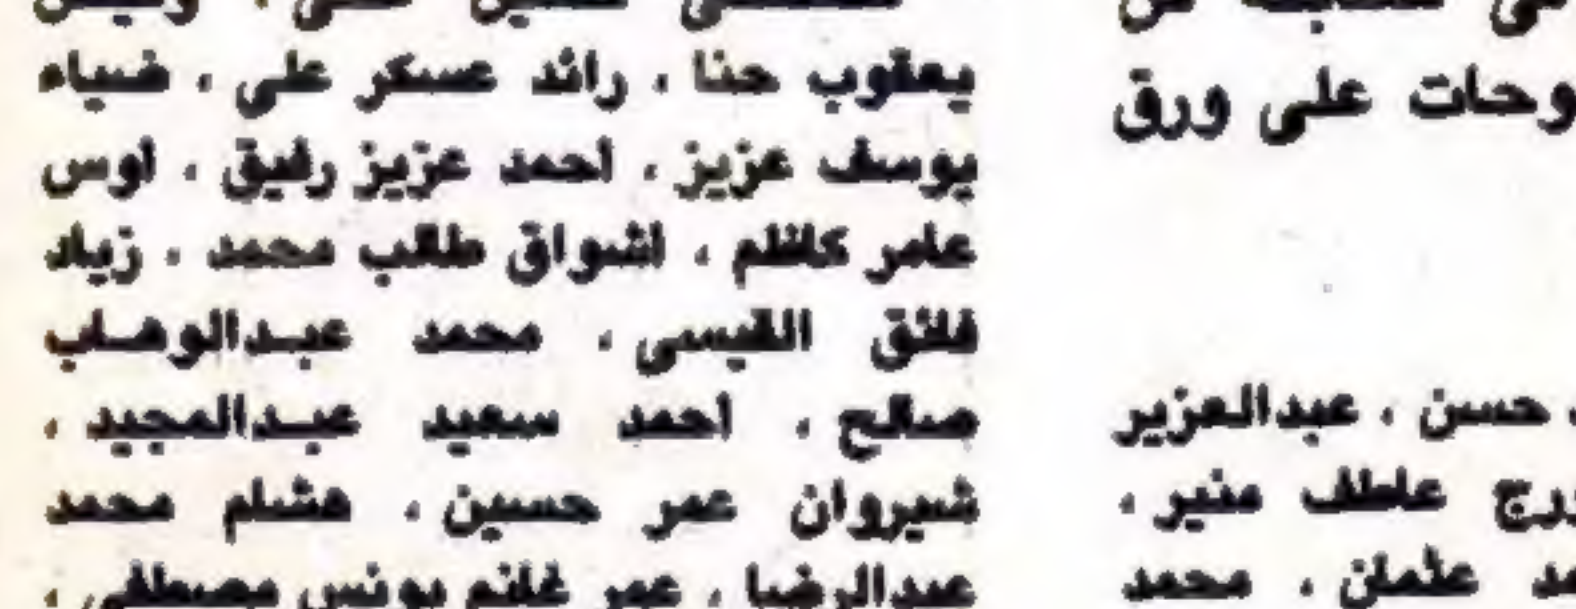 وحات على ورق
حسن ، عبدالعزيز
عاطف منير ،
عثمان ، محمد
يعقوب حنا ، رائد عسكر على ، ضياء
يوسف عزيز ، احمد عزيز رفيق ، اوس
عامر كاظم ، اشواق طالب محمد ، زياد
فائق القيسى ، محمد عبدالوهاب
صالح ، احمد سعيد عبدالمجيد ،
شيروان عمر حسين ، هشام محمد
عبدالرضا ، عمر غانم يونس مصطفى ،